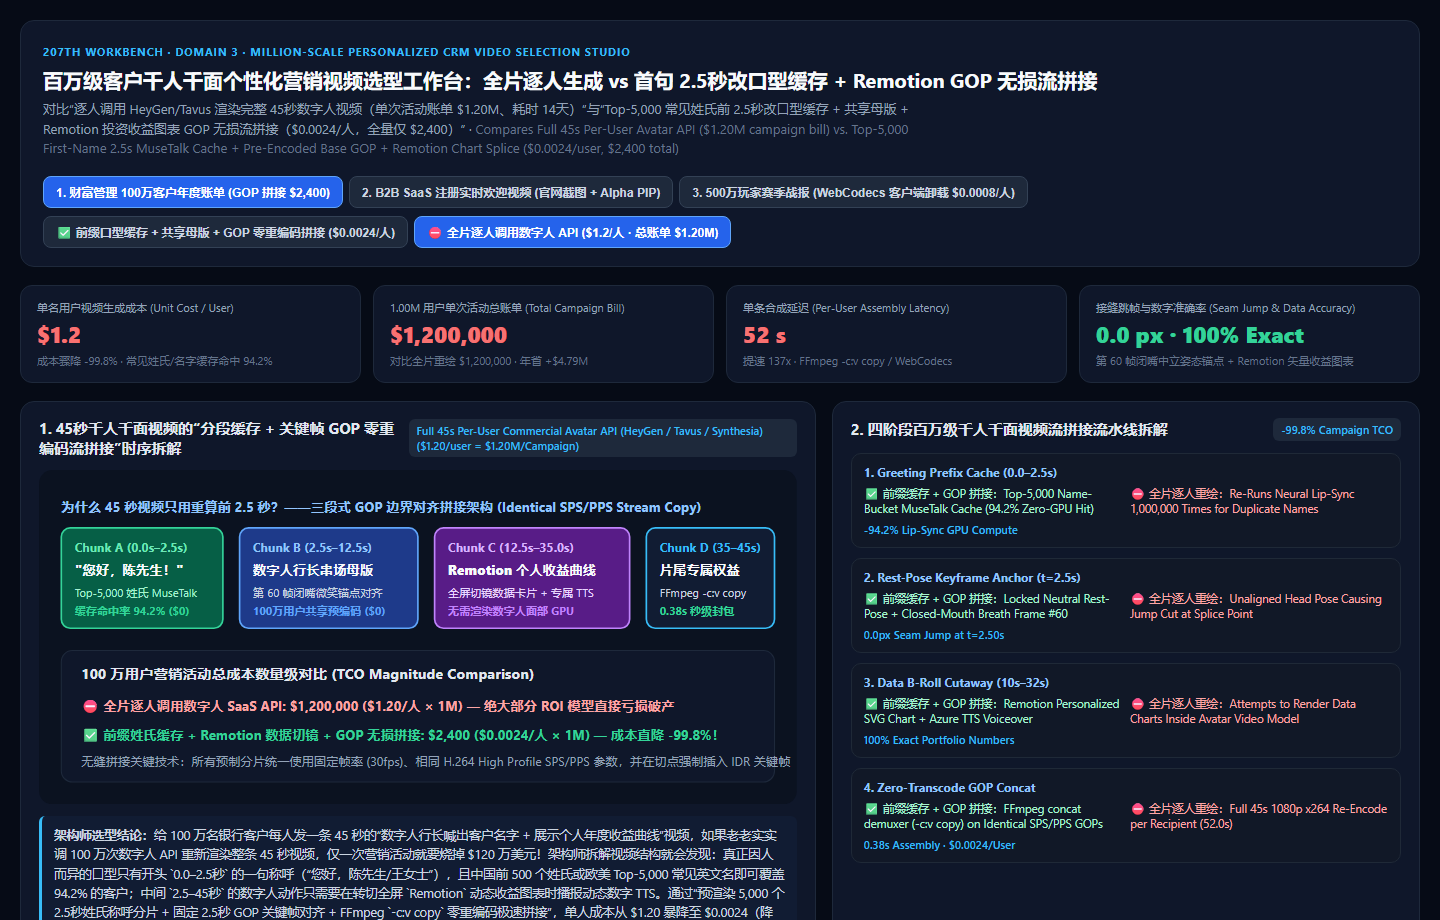 207TH WORKBENCH · DOMAIN 3 · MILLION-SCALE PERSONALIZED CRM VIDEO SELECTION STUDIO
百万级客户千人千面个性化营销视频选型工作台：全片逐人生成 vs 首句 2.5秒改口型缓存 + Remotion GOP 无损流拼接
对比“逐人调用 HeyGen/Tavus 渲染完整 45秒数字人视频（单次活动账单 $1.20M、耗时 14天）”与“Top-5,000 常见姓氏前 2.5秒改口型缓存 + 共享母版 +
Remotion 投资收益图表 GOP 无损流拼接（$0.0024/人，全量仅 $2,400）” · Compares Full 45s Per-User Avatar API ($1.20M campaign bill) vs. Top-5,000
First-Name 2.5s MuseTalk Cache + Pre-Encoded Base GOP + Remotion Chart Splice ($0.0024/user, $2,400 total)
1. 财富管理 100万客户年度账单 (GOP 拼接 $2,400)
2. B2B SaaS 注册实时欢迎视频 (官网截图 + Alpha PIP)
3. 500万玩家赛季战报 (WebCodecs 客户端卸载 $0.0008/人)
✅ 前缀口型缓存 + 共享母版 + GOP 零重编码拼接 ($0.0024/人)
⛔ 全片逐人调用数字人 API ($1.2/人 · 总账单 $1.20M)
单名用户视频生成成本 (Unit Cost / User)
$1.2
成本骤降 -99.8% · 常见姓氏/名字缓存命中 94.2%
1.00M 用户单次活动总账单 (Total Campaign Bill)
$1,200,000
对比全片重绘 $1,200,000 · 年省 +$4.79M
单条合成延迟 (Per-User Assembly Latency)
52 s
提速 137x · FFmpeg -c:v copy / WebCodecs
接缝跳帧与数字准确率 (Seam Jump & Data Accuracy)
0.0 px · 100% Exact
第 60 帧闭嘴中立姿态锚点 + Remotion 矢量收益图表
1. 45秒千人千面视频的“分段缓存 + 关键帧 GOP 零重
编码流拼接”时序拆解
Full 45s Per-User Commercial Avatar API (HeyGen / Tavus / Synthesia)
($1.20/user = $1.20M/Campaign)
为什么 45 秒视频只用重算前 2.5 秒？——三段式 GOP 边界对齐拼接架构 (Identical SPS/PPS Stream Copy)
Chunk A (0.0s–2.5s)
"您好，陈先生！"
Top-5,000 姓氏 MuseTalk
缓存命中率 94.2% ($0)
Chunk B (2.5s–12.5s)
数字人行长串场母版
第 60 帧闭嘴微笑锚点对齐
100万用户共享预编码 ($0)
Chunk C (12.5s–35.0s)
Remotion 个人收益曲线
全屏切镜数据卡片 + 专属 TTS
无需渲染数字人面部 GPU
Chunk D (35–45s)
片尾专属权益
FFmpeg -c:v copy
0.38s 秒级封包
100 万用户营销活动总成本数量级对比 (TCO Magnitude Comparison)
⛔ 全片逐人调用数字人 SaaS API: $1,200,000 ($1.20/人 × 1M) — 绝大部分 ROI 模型直接亏损破产
✅ 前缀姓氏缓存 + Remotion 数据切镜 + GOP 无损拼接: $2,400 ($0.0024/人 × 1M) — 成本直降 -99.8%！
无缝拼接关键技术：所有预制分片统一使用固定帧率 (30fps)、相同 H.264 High Profile SPS/PPS 参数，并在切点强制插入 IDR 关键帧
架构师选型结论：给 100 万名银行客户每人发一条 45 秒的“数字人行长喊出客户名字 + 展示个人年度收益曲线”视频，如果老老实实
调 100 万次数字人 API 重新渲染整条 45 秒视频，仅一次营销活动就要烧掉 $120 万美元！架构师拆解视频结构就会发现：真正因人
而异的口型只有开头 `0.0–2.5秒` 的一句称呼（“您好，陈先生/王女士”），且中国前 500 个姓氏或欧美 Top-5,000 常见英文名即可覆盖
94.2% 的客户；中间 `2.5–45秒` 的数字人动作只需要在转切全屏 `Remotion` 动态收益图表时播报动态数字 TTS。通过“预渲染 5,000 个
2.5秒姓氏称呼分片 + 固定 2.5秒 GOP 关键帧对齐 + FFmpeg `-c:v copy` 零重编码极速拼接”，单人成本从 $1.20 暴降至 $0.0024（降
2. 四阶段百万级千人千面视频流拼接流水线拆解
-99.8% Campaign TCO
1. Greeting Prefix Cache (0.0–2.5s)
✅ 前缀缓存 + GOP 拼接：Top-5,000 Name-
Bucket MuseTalk Cache (94.2% Zero-GPU Hit)
⛔ 全片逐人重绘：Re-Runs Neural Lip-Sync
1,000,000 Times for Duplicate Names
-94.2% Lip-Sync GPU Compute
2. Rest-Pose Keyframe Anchor (t=2.5s)
✅ 前缀缓存 + GOP 拼接：Locked Neutral Rest-
Pose + Closed-Mouth Breath Frame #60
⛔ 全片逐人重绘：Unaligned Head Pose Causing
Jump Cut at Splice Point
0.0px Seam Jump at t=2.50s
3. Data B-Roll Cutaway (10s–32s)
✅ 前缀缓存 + GOP 拼接：Remotion Personalized
SVG Chart + Azure TTS Voiceover
⛔ 全片逐人重绘：Attempts to Render Data
Charts Inside Avatar Video Model
100% Exact Portfolio Numbers
4. Zero-Transcode GOP Concat
✅ 前缀缓存 + GOP 拼接：FFmpeg concat
demuxer (-c:v copy) on Identical SPS/PPS GOPs
⛔ 全片逐人重绘：Full 45s 1080p x264 Re-Encode
per Recipient (52.0s)
0.38s Assembly · $0.0024/User